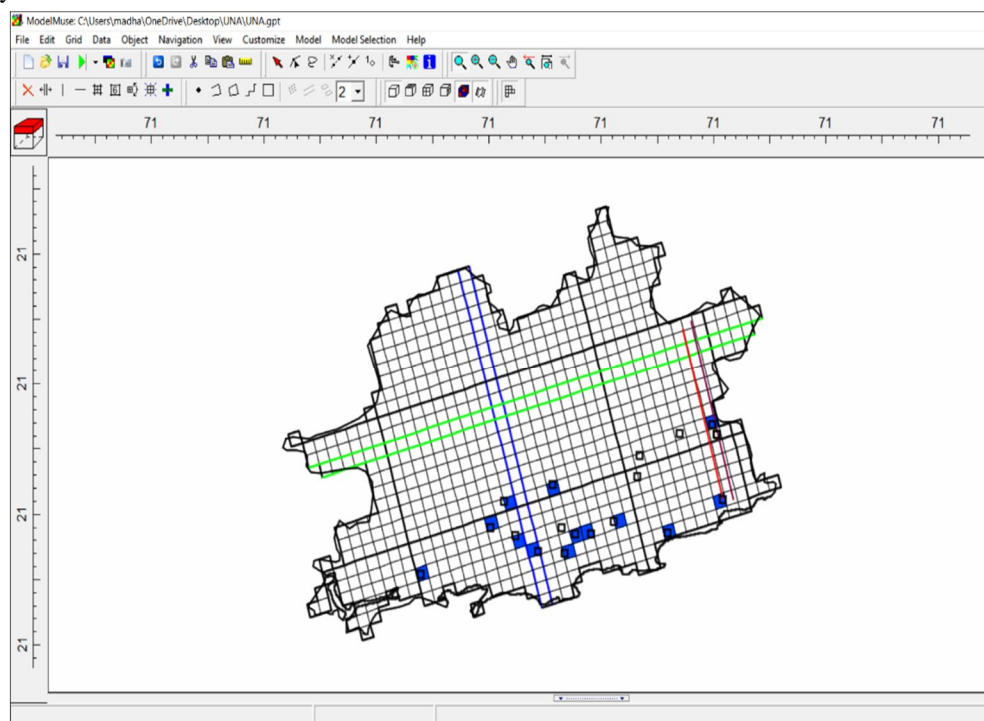 y
ModelMuse: C:\Users\madha\OneDrive\Desktop\UNA\UNA.gpt
File Edit Grid Data Object Navigation View Customize Model Model Selection Help
2
71 71 71 71 71 71 71 71
21
21
21
21